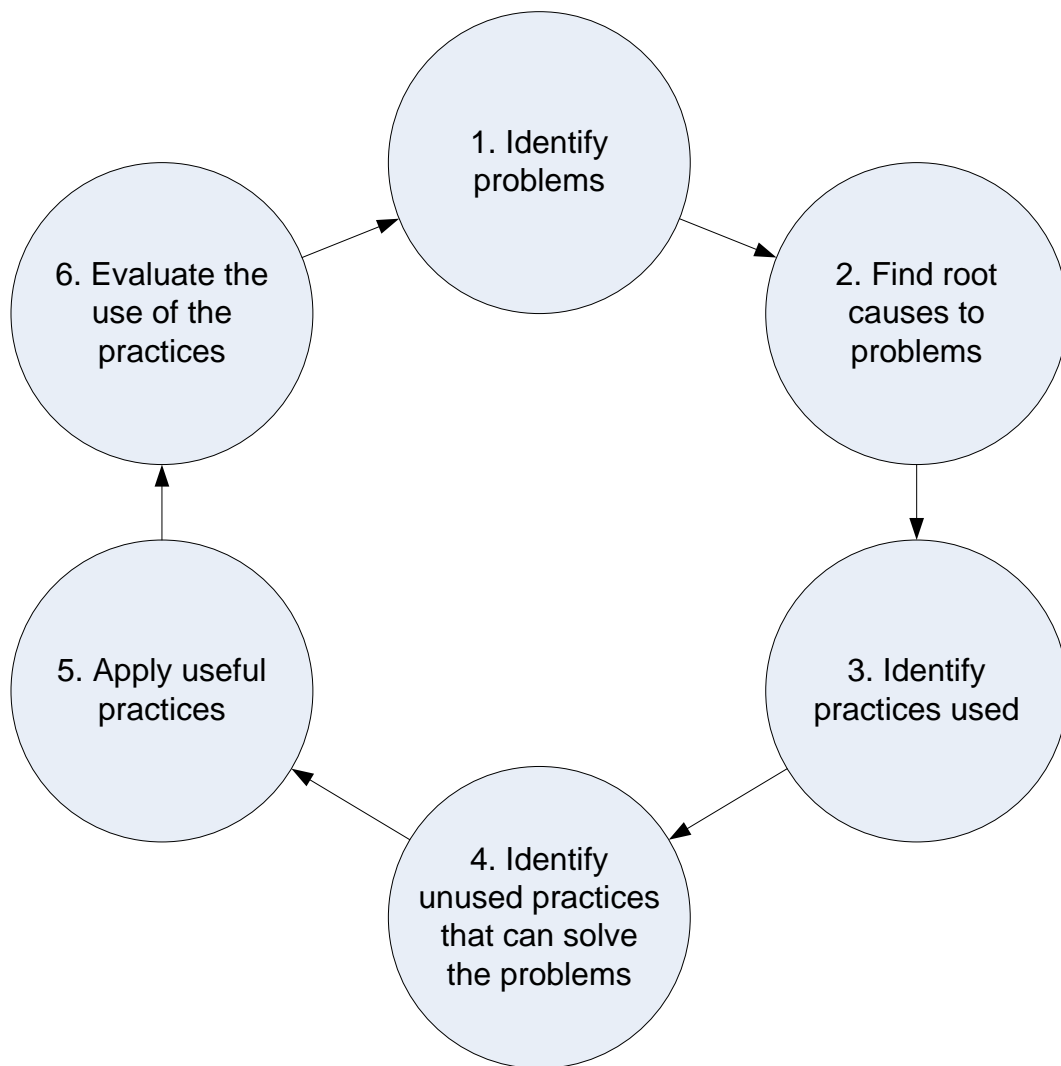 1. Identify
problems
2. Find root
causes to
problems
3. Identify
practices used
4. Identify
unused practices
that can solve
the problems
5. Apply useful
practices
6. Evaluate the
use of the
practices